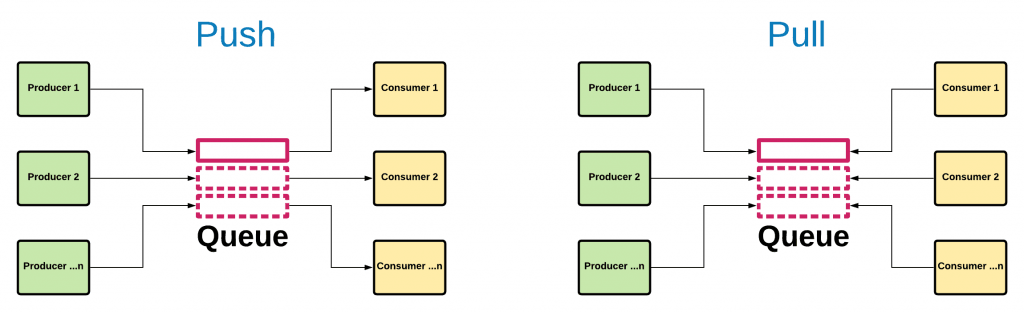 Push
Producer 1
Consumer 1
Producer 2
Consumer 2
Queue
Producer ...n
Consumer ...n
Pull
Producer 1
Consumer 1
Producer 2
Consumer 2
Queue
Producer ...n
Consumer ...n